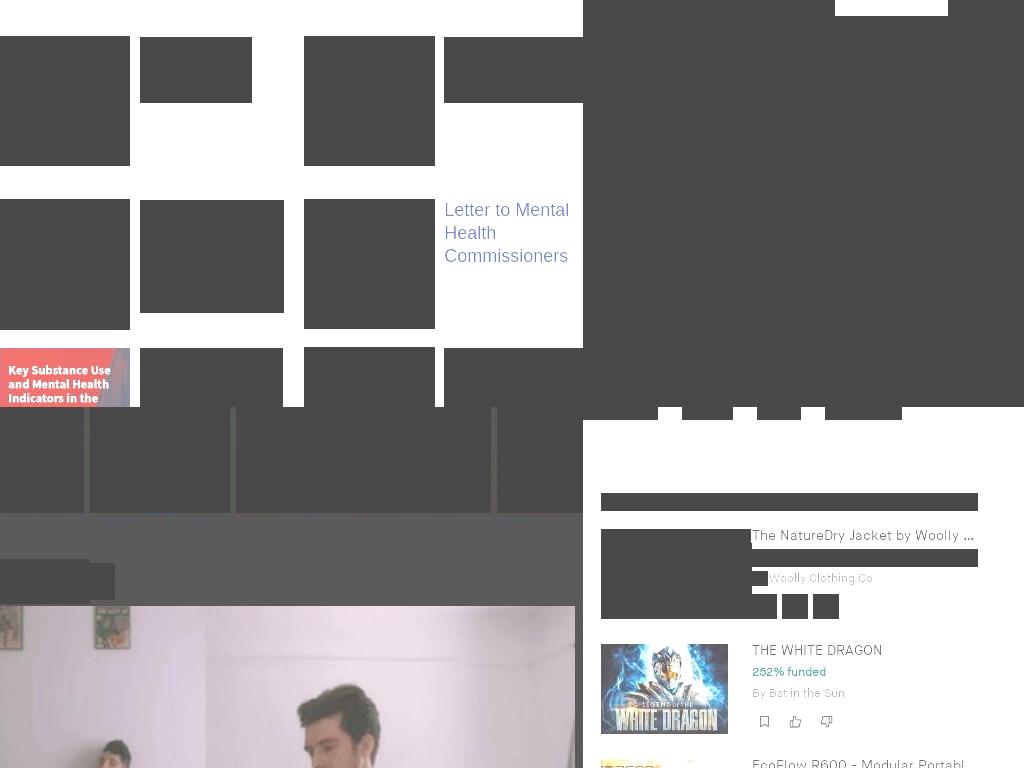 Letter to Mental
Health
Commissioners
Key Substance Use
and Mental Health
Indicators in the
The NatureDry Jacket by Woolly ...
Woolly Clothing Co
THE WHITE DRAGON
252% funded
By Bat in the Sun
LEGEND OF THE
WHITE DRAGON
EcoFlow R600 - Modular Portabl